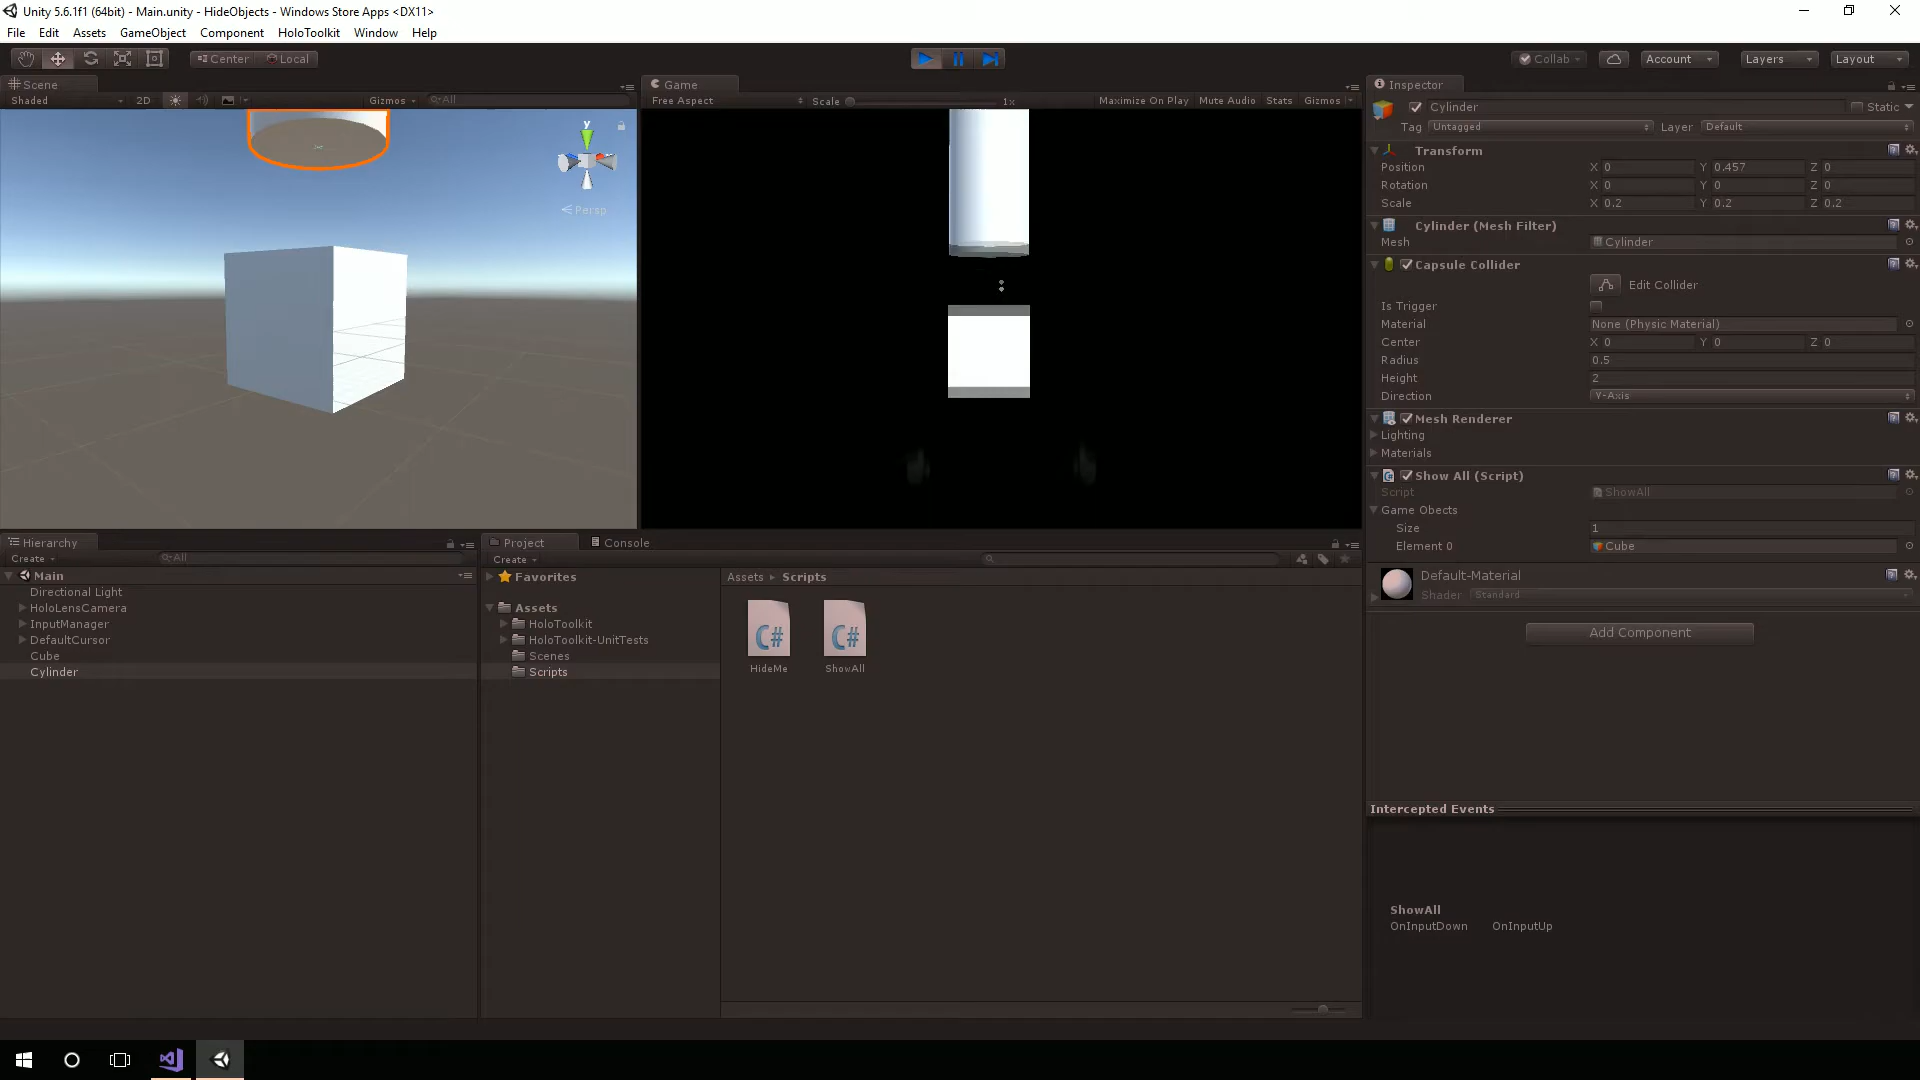 Unity 5.6.1f1 (64bit) - Main.unity - HideObjects - Windows Store Apps <DX11>
File Edit Assets GameObject Component HoloToolkit Window Help
Center Local Collab Account Layers Layout
Scene
Shaded 2D Gizmos All
y
Persp
Game
Free Aspect Scale 1x Maximize On Play Mute Audio Stats Gizmos
Inspector
Cylinder Static
Tag Untagged Layer Default
Transform
Position X 0 Y 0.457 Z 0
Rotation X 0 Y 0 Z 0
Scale X 0.2 Y 0.2 Z 0.2
Cylinder (Mesh Filter)
Mesh Cylinder
Capsule Collider
Edit Collider
Is Trigger
Material None (Physic Material)
Center X 0 Y 0 Z 0
Radius 0.5
Height 2
Direction Y-Axis
Mesh Renderer
Lighting
Materials
Show All (Script)
Script ShowAll
Game Obects
Size 1
Element 0 Cube
Default-Material
Shader Standard
Add Component
Intercepted Events
ShowAll
OnInputDown OnInputUp
Hierarchy
Create All
Main
Directional Light
HoloLensCamera
InputManager
DefaultCursor
Cube
Cylinder
Project Console
Create
Favorites
Assets
HoloToolkit
HoloToolkit-UnitTests
Scenes
Scripts
Assets Scripts
C# C#
HideMe ShowAll